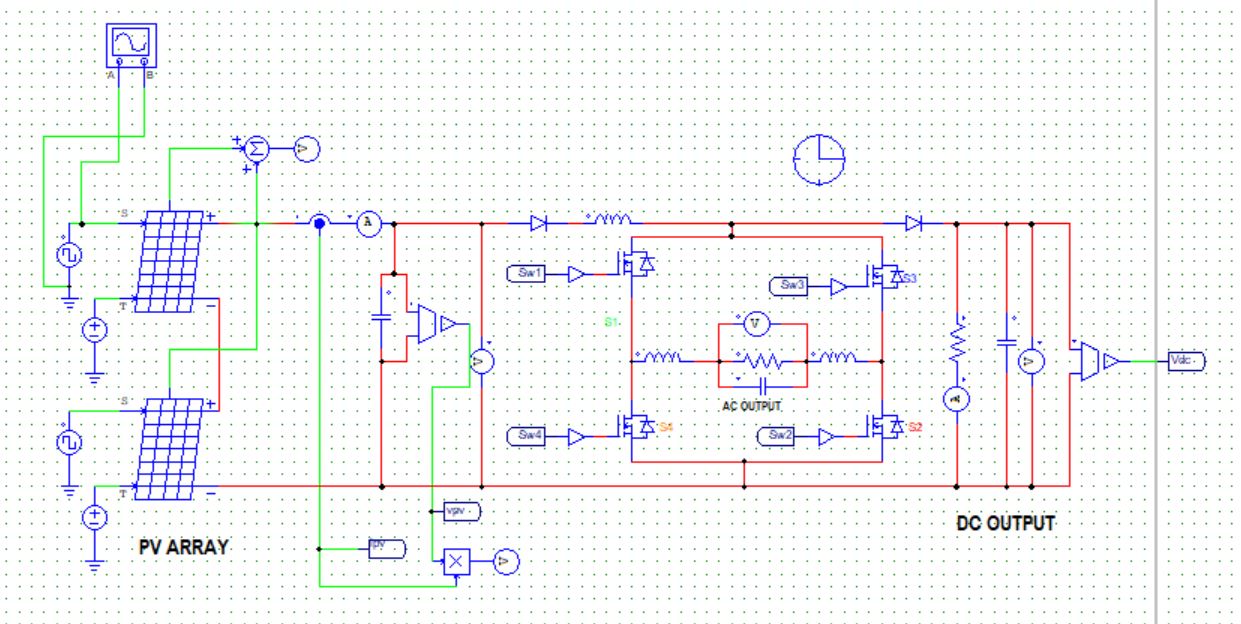 A B
+
+
Σ
V
S
+
A
Sw1
Sw3
S3
T
−
S1
V
V
Vdc
AC OUTPUT
S
A
Sw4
S4
Sw2
S2
T
−
vpv
DC OUTPUT
PV ARRAY
ipv
V